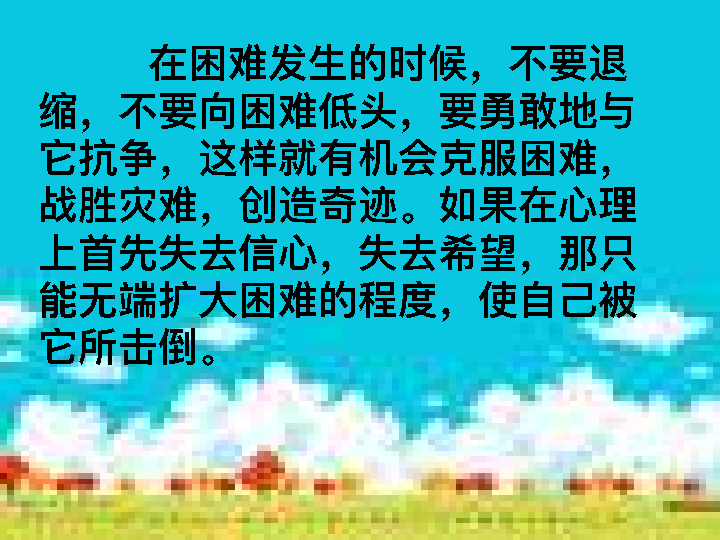 在困难发生的时候，不要退
缩，不要向困难低头，要勇敢地与
它抗争，这样就有机会克服困难，
战胜灾难，创造奇迹。如果在心理
上首先失去信心，失去希望，那只
能无端扩大困难的程度，使自己被
它所击倒。